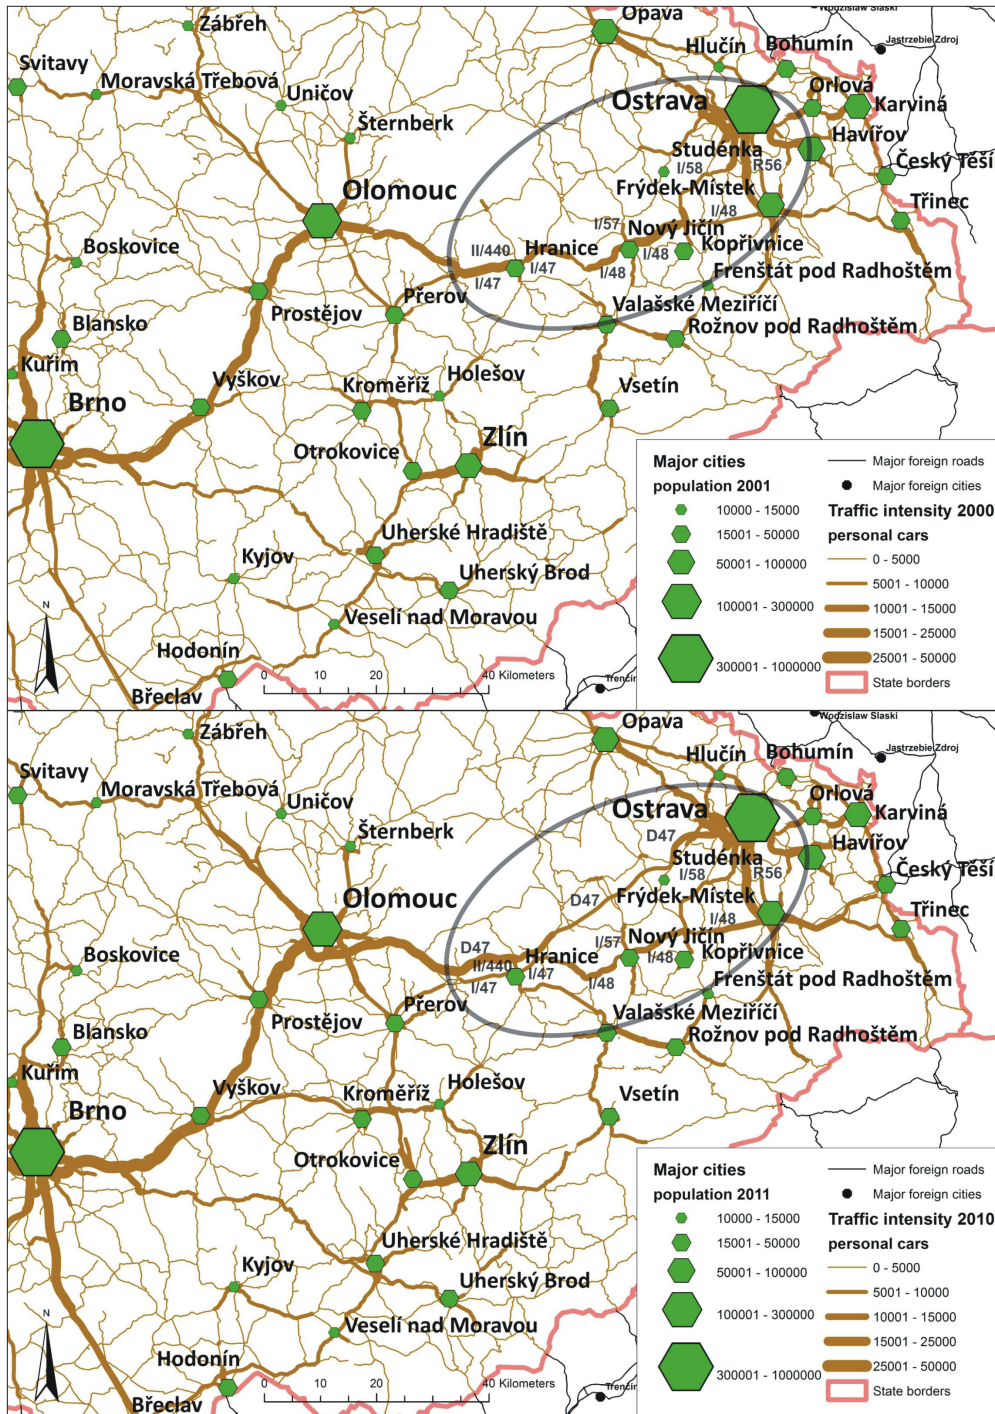 Opava
Wodzislaw Slaski
Zábřeh
Hlučín
Bohumín
Jastrzebie Zdroj
Svitavy
Moravská Třebová
Uničov
Ostrava
Orlová
Karviná
Šternberk
Havířov
Studénka
I/58
R56
Český Těší
Olomouc
Frýdek-Místek
I/48
Třinec
I/57
Nový Jičín
Boskovice
II/440
Hranice
I/48
Kopřivnice
I/47
I/47
I/48
Frenštát pod Radhoštěm
Prostějov
Přerov
Valašské Meziříčí
Blansko
Rožnov pod Radhoštěm
Kuřim
Vyškov
Kroměříž
Holešov
Vsetín
Brno
Otrokovice
Zlín
Major cities
population 2001
10000 - 15000
15001 - 50000
50001 - 100000
100001 - 300000
300001 - 1000000
Major foreign roads
Major foreign cities
Traffic intensity 2000
personal cars
0 - 5000
5001 - 10000
10001 - 15000
15001 - 25000
25001 - 50000
State borders
Uherské Hradiště
Kyjov
Uherský Brod
Veselí nad Moravou
N
Hodonín
Břeclav
0 10 20 40 Kilometers
Trenčín
Opava
Wodzislaw Slaski
Zábřeh
Hlučín
Bohumín
Jastrzebie Zdroj
Svitavy
Moravská Třebová
Uničov
Ostrava
Orlová
Karviná
Šternberk
D47
Havířov
Studénka
I/58
R56
Český Těší
Olomouc
D47
Frýdek-Místek
I/48
Třinec
I/57
Nový Jičín
D47
Boskovice
II/440
Hranice
I/48
Kopřivnice
I/47
I/47
I/48
Frenštát pod Radhoštěm
Prostějov
Přerov
Valašské Meziříčí
Blansko
Rožnov pod Radhoštěm
Kuřim
Vyškov
Kroměříž
Holešov
Vsetín
Brno
Otrokovice
Zlín
Major cities
population 2011
10000 - 15000
15001 - 50000
50001 - 100000
100001 - 300000
300001 - 1000000
Major foreign roads
Major foreign cities
Traffic intensity 2010
personal cars
0 - 5000
5001 - 10000
10001 - 15000
15001 - 25000
25001 - 50000
State borders
Uherské Hradiště
Kyjov
Uherský Brod
Veselí nad Moravou
N
Hodonín
Břeclav
0 10 20 40 Kilometers
Trenčín